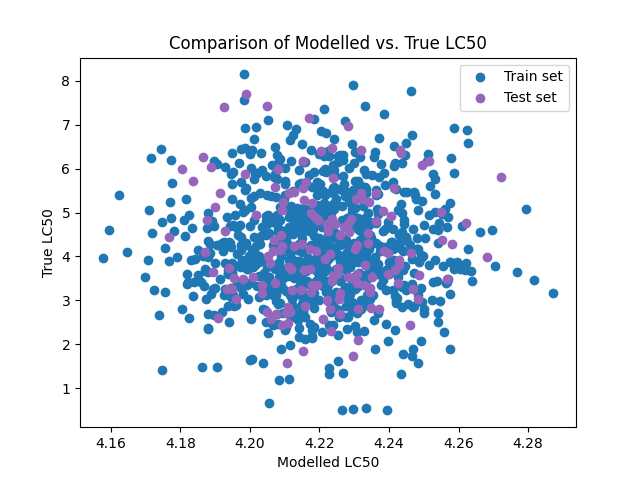 Comparison of Modelled vs. True LC50
Train set
Test set
8
7
6
5
4
3
2
1
True LC50
4.16 4.18 4.20 4.22 4.24 4.26 4.28
Modelled LC50